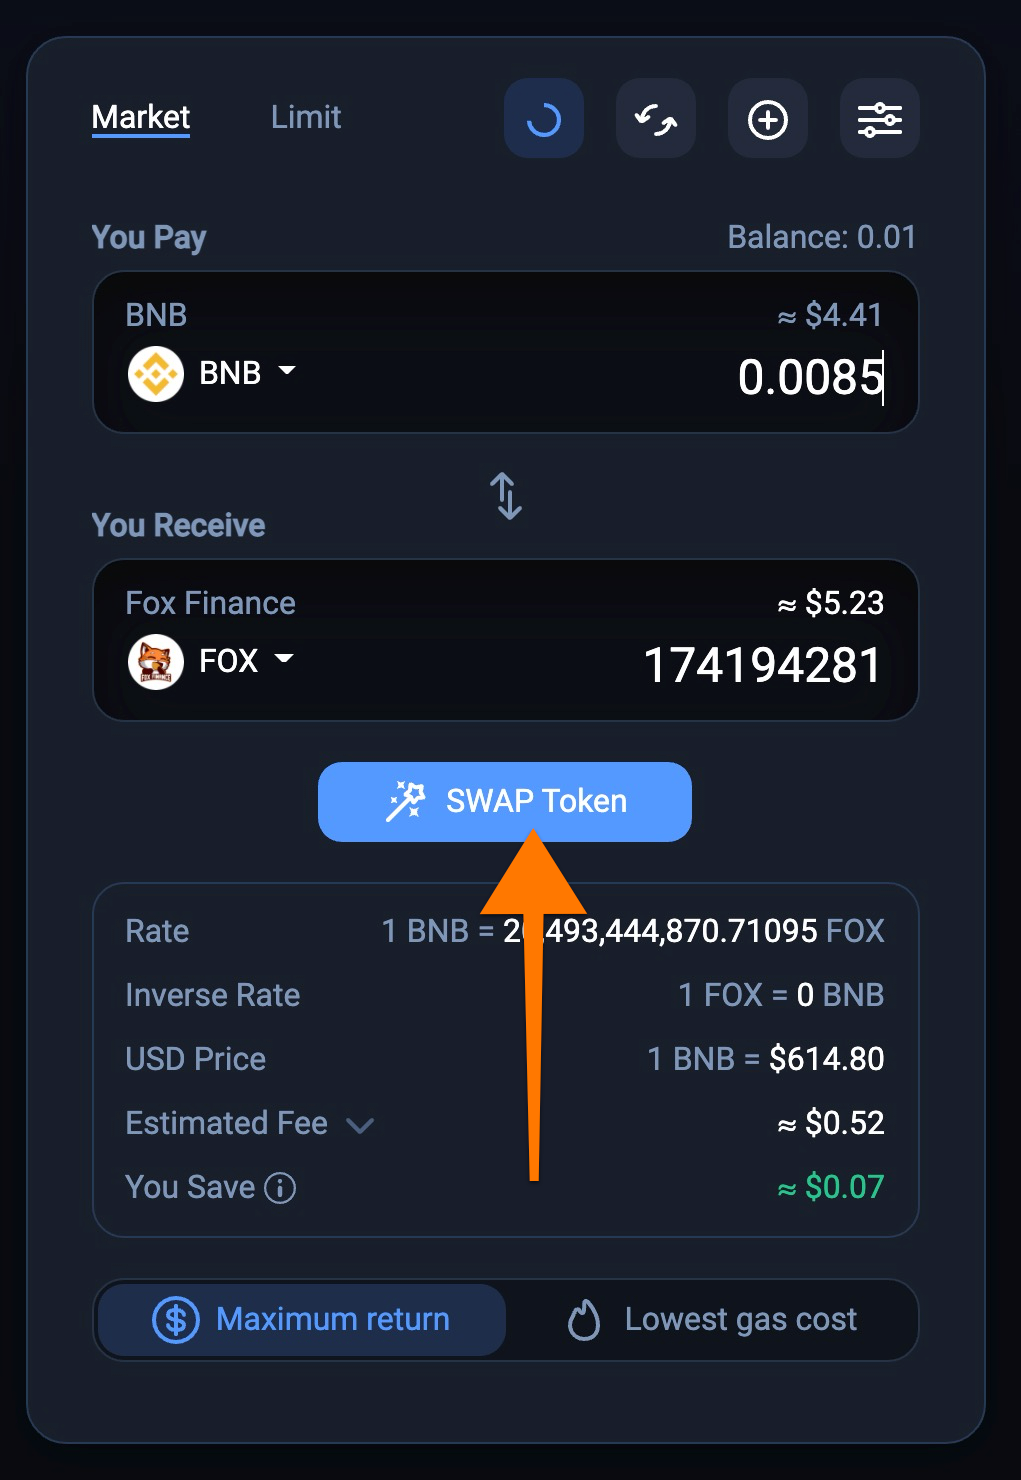 Market Limit
You Pay Balance: 0.01
BNB ≈ $4.41
BNB 0.0085
You Receive
Fox Finance ≈ $5.23
FOX 174194281
SWAP Token
Rate 1 BNB = 20,493,444,870.71095 FOX
Inverse Rate 1 FOX = 0 BNB
USD Price 1 BNB = $614.80
Estimated Fee ≈ $0.52
You Save ≈ $0.07
Maximum return Lowest gas cost